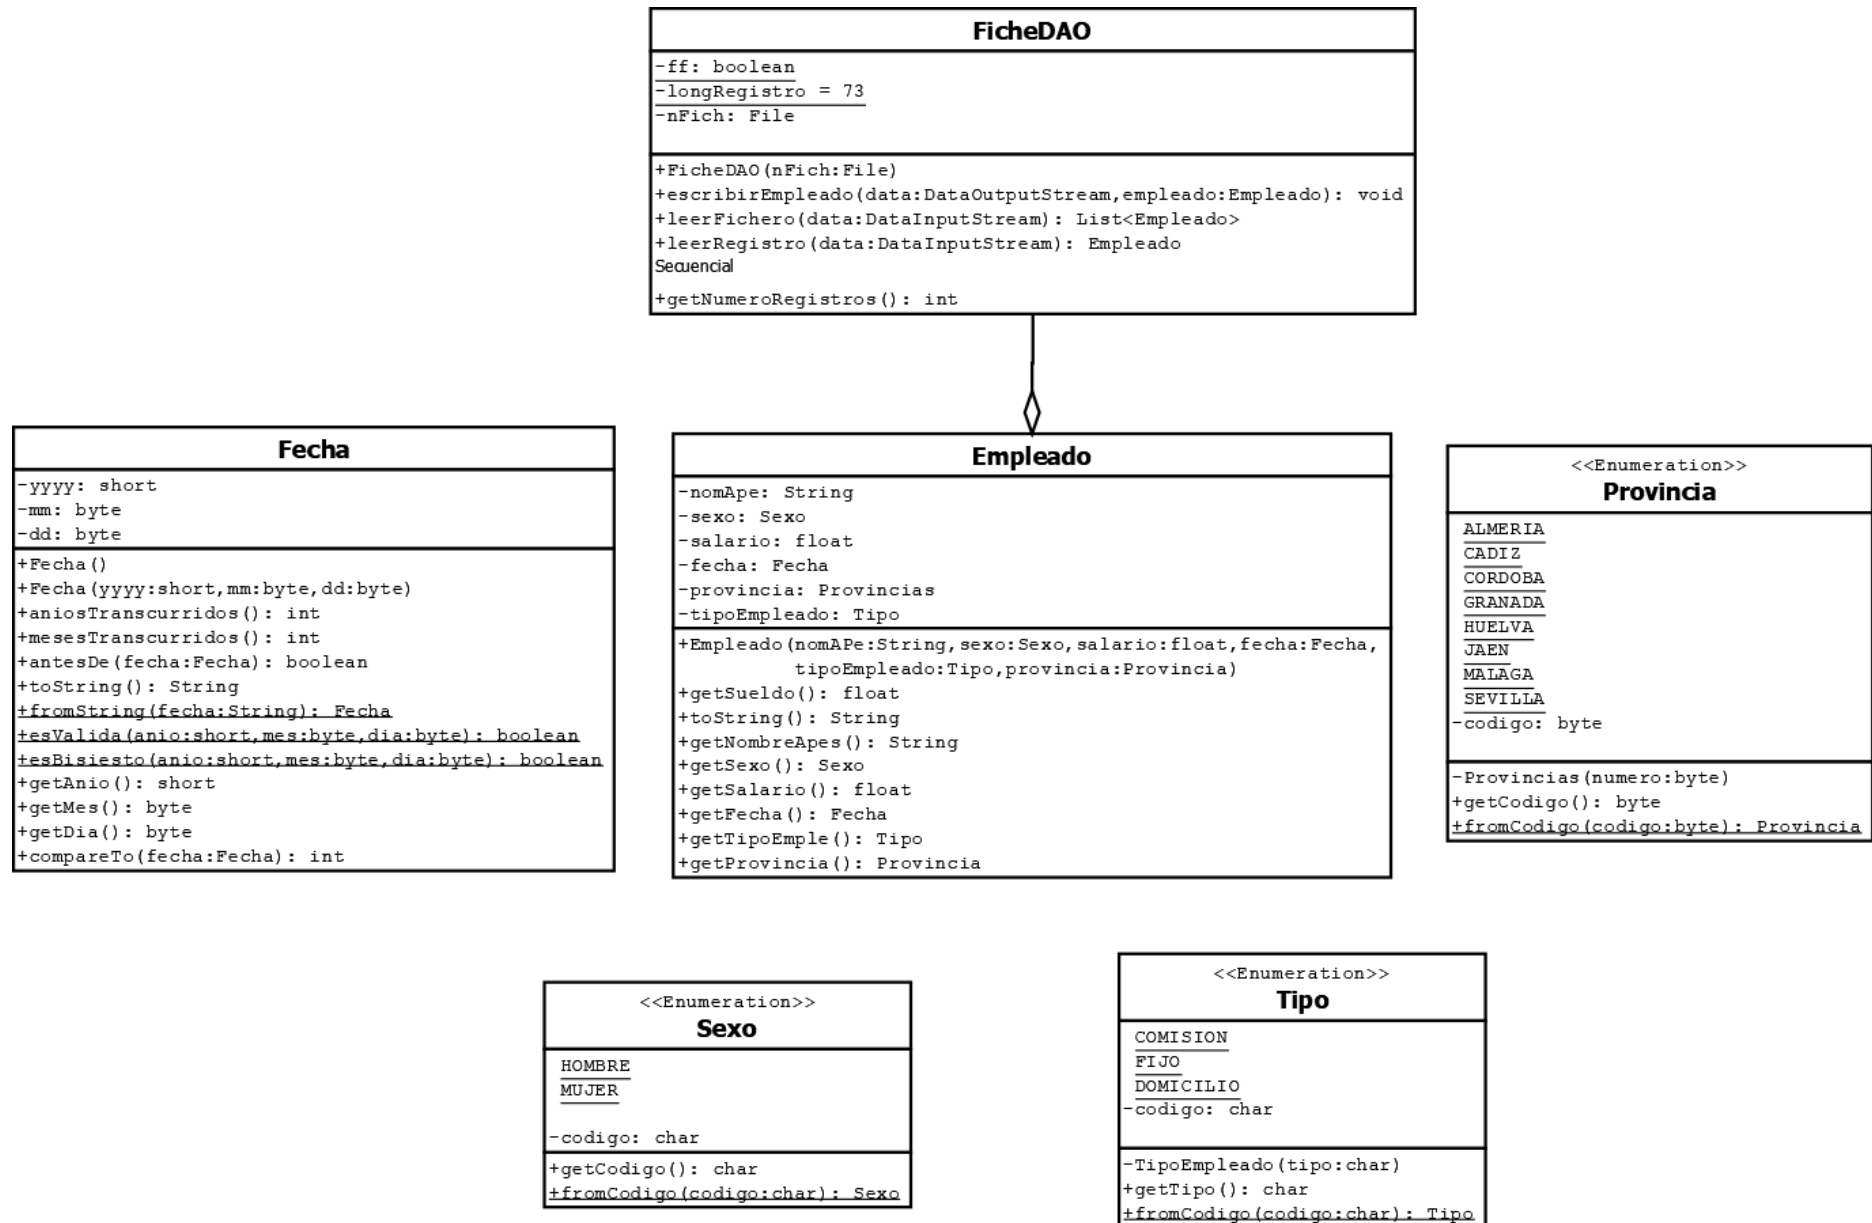 FicheDAO
-ff: boolean
-longRegistro = 73
-nFich: File
+FicheDAO(nFich:File)
+escribirEmpleado(data:DataOutputStream,empleado:Empleado): void
+leerFichero(data:DataInputStream): List<Empleado>
+leerRegistro(data:DataInputStream): Empleado
Secuencial
+getNumeroRegistros(): int
Fecha
-yyyy: short
-mm: byte
-dd: byte
+Fecha()
+Fecha(yyyy:short,mm:byte,dd:byte)
+aniosTranscurridos(): int
+mesesTranscurridos(): int
+antesDe(fecha:Fecha): boolean
+toString(): String
+fromString(fecha:String): Fecha
+esValida(anio:short,mes:byte,dia:byte): boolean
+esBisiesto(anio:short,mes:byte,dia:byte): boolean
+getAnio(): short
+getMes(): byte
+getDia(): byte
+compareTo(fecha:Fecha): int
Empleado
-nomApe: String
-sexo: Sexo
-salario: float
-fecha: Fecha
-provincia: Provincias
-tipoEmpleado: Tipo
+Empleado(nomAPe:String,sexo:Sexo,salario:float,fecha:Fecha,
tipoEmpleado:Tipo,provincia:Provincia)
+getSueldo(): float
+toString(): String
+getNombreApes(): String
+getSexo(): Sexo
+getSalario(): float
+getFecha(): Fecha
+getTipoEmple(): Tipo
+getProvincia(): Provincia
<<Enumeration>>
Provincia
ALMERIA
CADIZ
CORDOBA
GRANADA
HUELVA
JAEN
MALAGA
SEVILLA
-codigo: byte
-Provincias(numero:byte)
+getCodigo(): byte
+fromCodigo(codigo:byte): Provincia
<<Enumeration>>
Sexo
HOMBRE
MUJER
-codigo: char
+getCodigo(): char
+fromCodigo(codigo:char): Sexo
<<Enumeration>>
Tipo
COMISION
FIJO
DOMICILIO
-codigo: char
-TipoEmpleado(tipo:char)
+getTipo(): char
+fromCodigo(codigo:char): Tipo